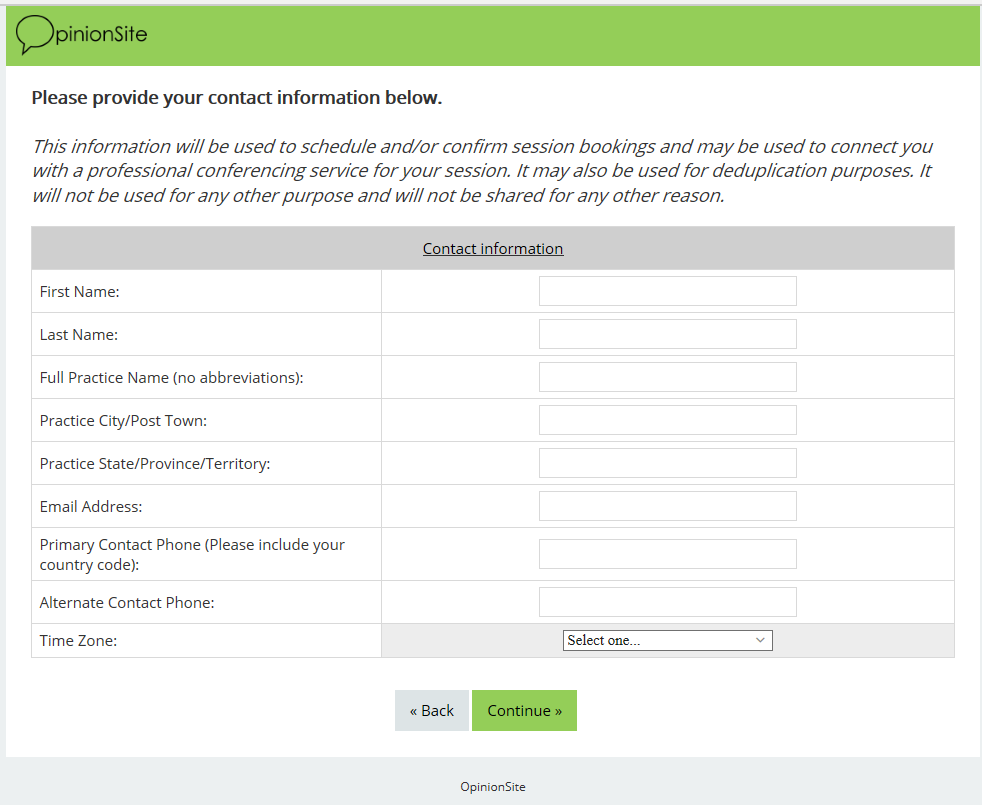 OpinionSite
Please provide your contact information below.
This information will be used to schedule and/or confirm session bookings and may be used to connect you
with a professional conferencing service for your session. It may also be used for deduplication purposes. It
will not be used for any other purpose and will not be shared for any other reason.
Contact information
First Name:
Last Name:
Full Practice Name (no abbreviations):
Practice City/Post Town:
Practice State/Province/Territory:
Email Address:
Primary Contact Phone (Please include your
country code):
Alternate Contact Phone:
Time Zone:
Select one...
« Back
Continue »
OpinionSite